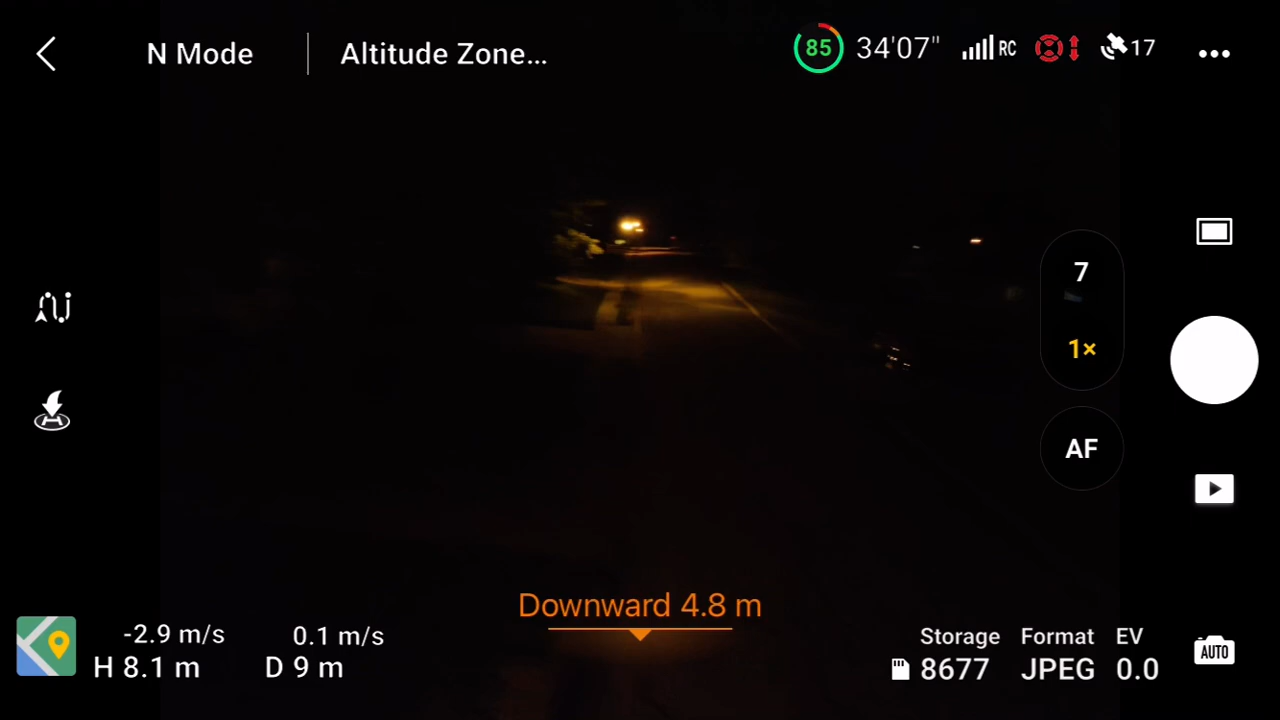 N Mode Altitude Zone... 85 34'07" RC 17
7
1×
AF
Downward 4.8 m
-2.9 m/s 0.1 m/s
H 8.1 m D 9 m
Storage Format EV
8677 JPEG 0.0
AUTO